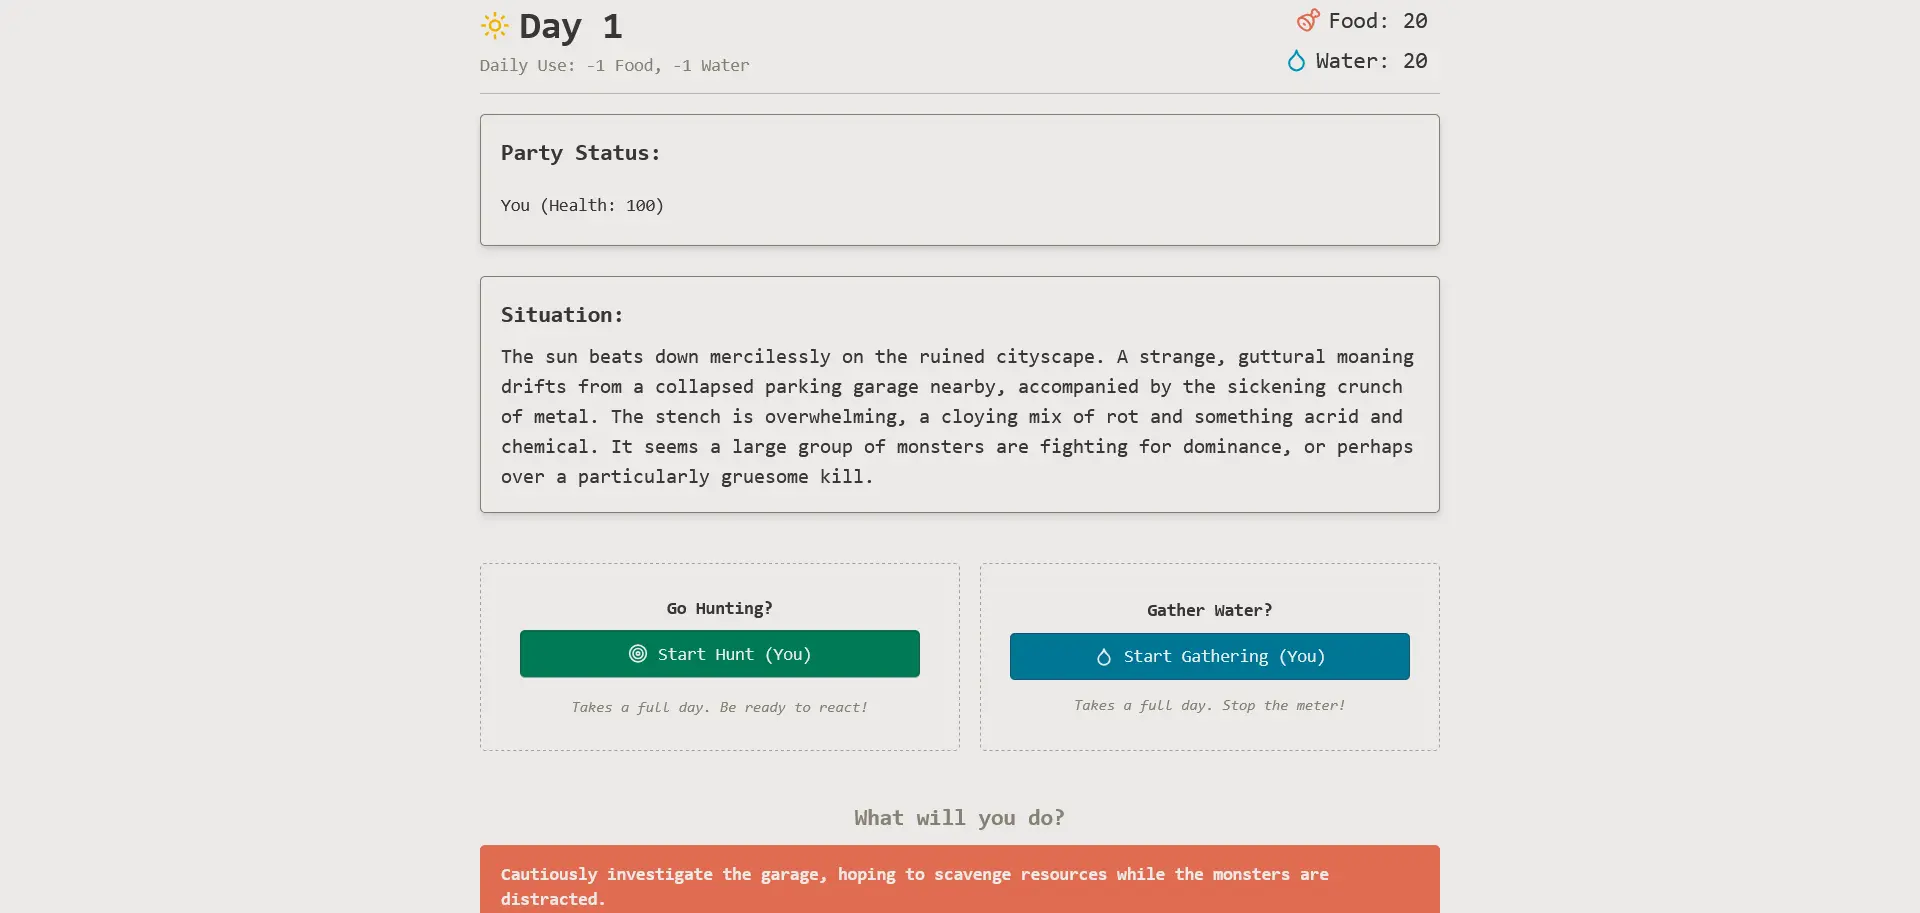 Day 1
Daily Use: -1 Food, -1 Water
Food: 20
Water: 20
Party Status:
You (Health: 100)
Situation:
The sun beats down mercilessly on the ruined cityscape. A strange, guttural moaning
drifts from a collapsed parking garage nearby, accompanied by the sickening crunch
of metal. The stench is overwhelming, a cloying mix of rot and something acrid and
chemical. It seems a large group of monsters are fighting for dominance, or perhaps
over a particularly gruesome kill.
Go Hunting?
Start Hunt (You)
Takes a full day. Be ready to react!
Gather Water?
Start Gathering (You)
Takes a full day. Stop the meter!
What will you do?
Cautiously investigate the garage, hoping to scavenge resources while the monsters are
distracted.